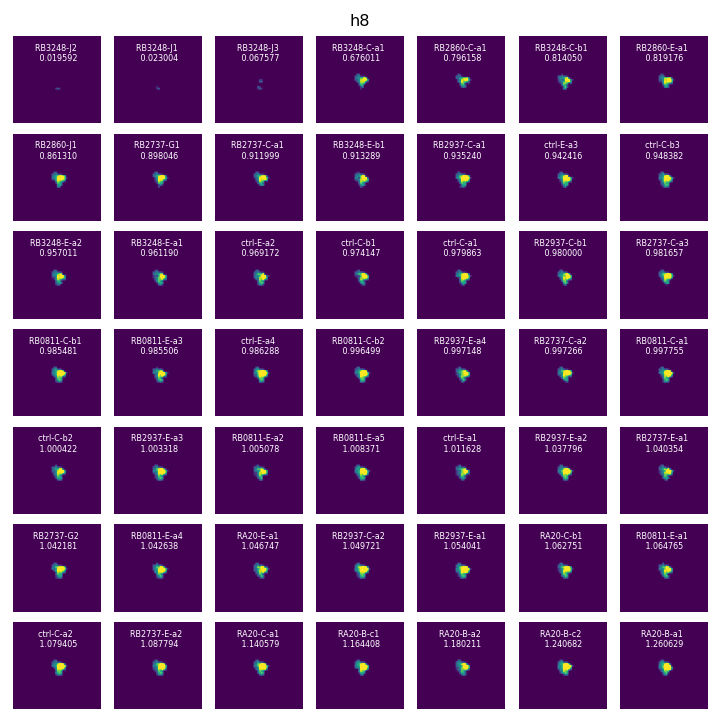 h8
RB3248-J2
0.019592
RB3248-J1
0.023004
RB3248-J3
0.067577
RB3248-C-a1
0.676011
RB2860-C-a1
0.796158
RB3248-C-b1
0.814050
RB2860-E-a1
0.819176
RB2860-J1
0.861310
RB2737-G1
0.898046
RB2737-C-a1
0.911999
RB3248-E-b1
0.913289
RB2937-C-a1
0.935240
ctrl-E-a3
0.942416
ctrl-C-b3
0.948382
RB3248-E-a2
0.957011
RB3248-E-a1
0.961190
ctrl-E-a2
0.969172
ctrl-C-b1
0.974147
ctrl-C-a1
0.979863
RB2937-C-b1
0.980000
RB2737-C-a3
0.981657
RB0811-C-b1
0.985481
RB0811-E-a3
0.985506
ctrl-E-a4
0.986288
RB0811-C-b2
0.996499
RB2937-E-a4
0.997148
RB2737-C-a2
0.997266
RB0811-C-a1
0.997755
ctrl-C-b2
1.000422
RB2937-E-a3
1.003318
RB0811-E-a2
1.005078
RB0811-E-a5
1.008371
ctrl-E-a1
1.011628
RB2937-E-a2
1.037796
RB2737-E-a1
1.040354
RB2737-G2
1.042181
RB0811-E-a4
1.042638
RA20-E-a1
1.046747
RB2937-C-a2
1.049721
RB2937-E-a1
1.054041
RA20-C-b1
1.062751
RB0811-E-a1
1.064765
ctrl-C-a2
1.079405
RB2737-E-a2
1.087794
RA20-C-a1
1.140579
RA20-B-c1
1.164408
RA20-B-a2
1.180211
RA20-B-c2
1.240682
RA20-B-a1
1.260629